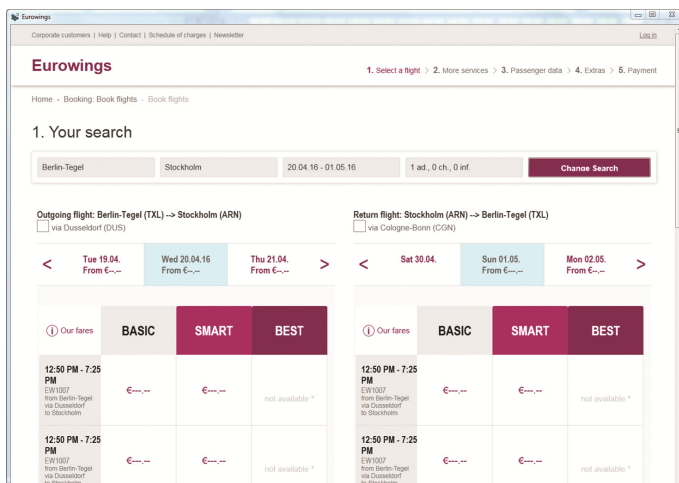 Eurowings
Corporate customers | Help | Contact | Schedule of charges | Newsletter
Log in
Eurowings
1. Select a flight > 2. More services > 3. Passenger data > 4. Extras > 5. Payment
Home - Booking: Book flights - Book flights
1. Your search
Berlin-Tegel
Stockholm
20.04.16 - 01.05.16
1 ad., 0 ch., 0 inf.
Change Search
Outgoing flight: Berlin-Tegel (TXL) --> Stockholm (ARN)
via Dusseldorf (DUS)
< Tue 19.04. From €--.-- Wed 20.04.16 From €--.-- Thu 21.04. From €--.-- >
Our fares BASIC SMART BEST
12:50 PM - 7:25
PM
EW1007
from Berlin-Tegel
via Dusseldorf
to Stockholm
€---.-- €---.-- not available *
12:50 PM - 7:25
PM
EW1007
from Berlin-Tegel
via Dusseldorf
to Stockholm
€---.-- €---.-- not available *
Return flight: Stockholm (ARN) --> Berlin-Tegel (TXL)
via Cologne-Bonn (CGN)
< Sat 30.04. Sun 01.05. From €---.-- Mon 02.05. From €--.-- >
Our fares BASIC SMART BEST
12:50 PM - 7:25
PM
EW1007
from Berlin-Tegel
via Dusseldorf
to Stockholm
€---.-- €---.-- not available *
12:50 PM - 7:25
PM
EW1007
from Berlin-Tegel
via Dusseldorf
to Stockholm
€---.-- €---.-- not available *